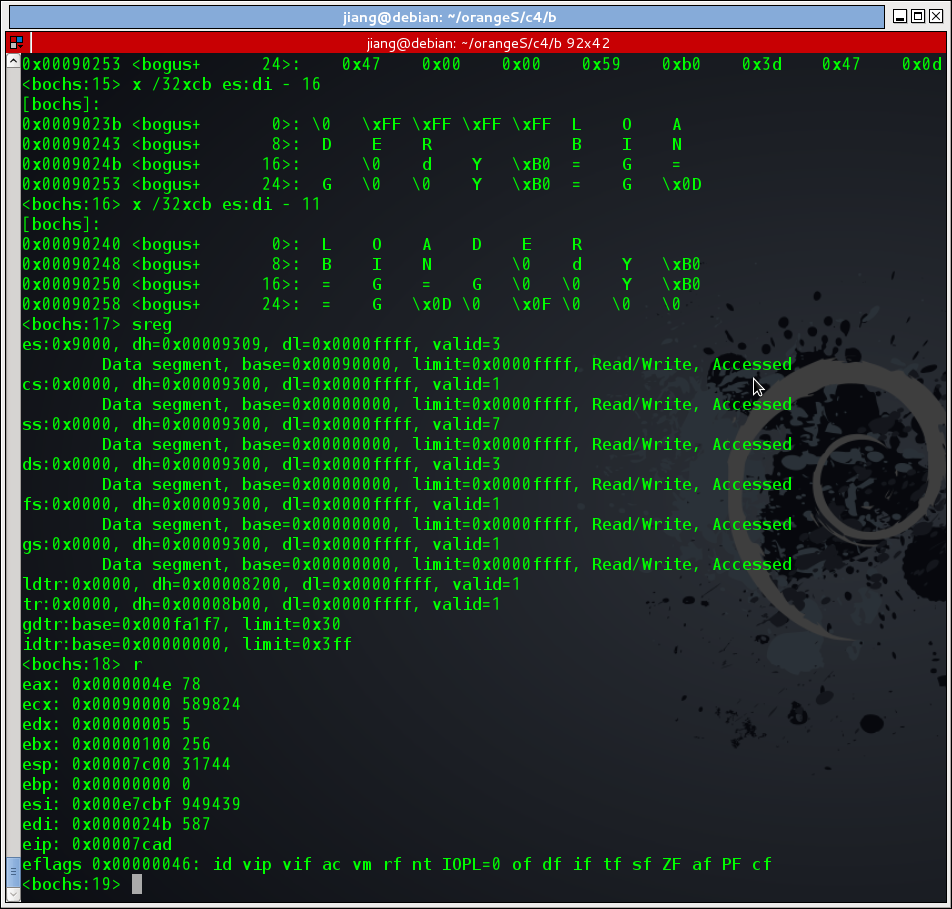 jiang@debian: ~/orangeS/c4/b
jiang@debian: ~/orangeS/c4/b 92x42
0x00090253 <bogus+      24>:    0x47    0x00    0x00    0x59    0xb0    0x3d    0x47    0x0d
<bochs:15> x /32xcb es:di - 16
[bochs]:
0x0009023b <bogus+       0>: \0   \xFF \xFF \xFF \xFF L    O    A
0x00090243 <bogus+       8>: D    E    R              B    I    N
0x0009024b <bogus+      16>:      \0   d    Y    \xB0 =    G    =
0x00090253 <bogus+      24>: G    \0   \0   Y    \xB0 =    G    \x0D
<bochs:16> x /32xcb es:di - 11
[bochs]:
0x00090240 <bogus+       0>: L    O    A    D    E    R
0x00090248 <bogus+       8>: B    I    N         \0   d    Y    \xB0
0x00090250 <bogus+      16>: =    G    =    G    \0   \0   Y    \xB0
0x00090258 <bogus+      24>: =    G    \x0D \0   \x0F \0   \0   \0
<bochs:17> sreg
es:0x9000, dh=0x00009309, dl=0x0000ffff, valid=3
        Data segment, base=0x00090000, limit=0x0000ffff, Read/Write, Accessed
cs:0x0000, dh=0x00009300, dl=0x0000ffff, valid=1
        Data segment, base=0x00000000, limit=0x0000ffff, Read/Write, Accessed
ss:0x0000, dh=0x00009300, dl=0x0000ffff, valid=7
        Data segment, base=0x00000000, limit=0x0000ffff, Read/Write, Accessed
ds:0x0000, dh=0x00009300, dl=0x0000ffff, valid=3
        Data segment, base=0x00000000, limit=0x0000ffff, Read/Write, Accessed
fs:0x0000, dh=0x00009300, dl=0x0000ffff, valid=1
        Data segment, base=0x00000000, limit=0x0000ffff, Read/Write, Accessed
gs:0x0000, dh=0x00009300, dl=0x0000ffff, valid=1
        Data segment, base=0x00000000, limit=0x0000ffff, Read/Write, Accessed
ldtr:0x0000, dh=0x00008200, dl=0x0000ffff, valid=1
tr:0x0000, dh=0x00008b00, dl=0x0000ffff, valid=1
gdtr:base=0x000fa1f7, limit=0x30
idtr:base=0x00000000, limit=0x3ff
<bochs:18> r
eax: 0x0000004e 78
ecx: 0x00090000 589824
edx: 0x00000005 5
ebx: 0x00000100 256
esp: 0x00007c00 31744
ebp: 0x00000000 0
esi: 0x000e7cbf 949439
edi: 0x0000024b 587
eip: 0x00007cad
eflags 0x00000046: id vip vif ac vm rf nt IOPL=0 of df if tf sf ZF af PF cf
<bochs:19>